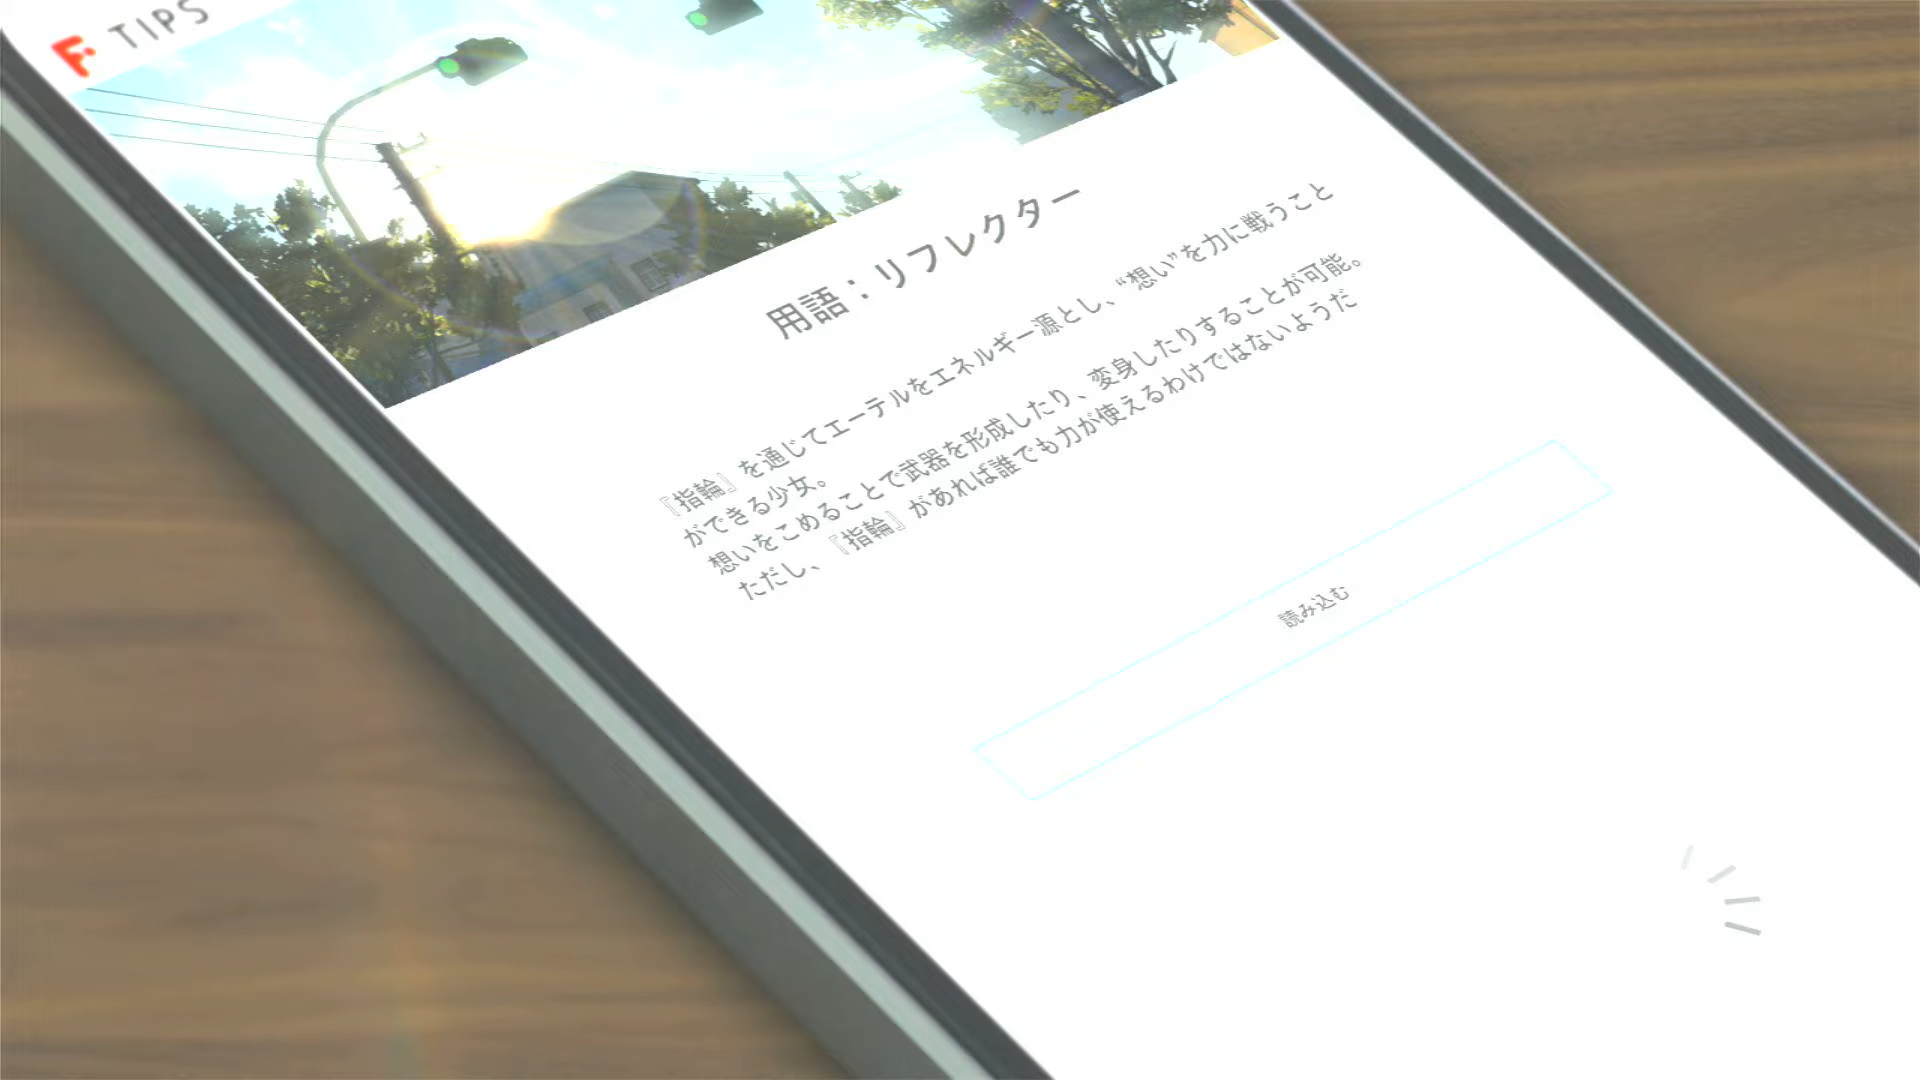 TIPS
用語：リフレクター
『指輪』を通じてエーテルをエネルギー源とし、“想い”を力に戦うこと
ができる少女。
想いをこめることで武器を形成したり、変身したりすることが可能。
ただし、『指輪』があれば誰でも力が使えるわけではないようだ
読み込む